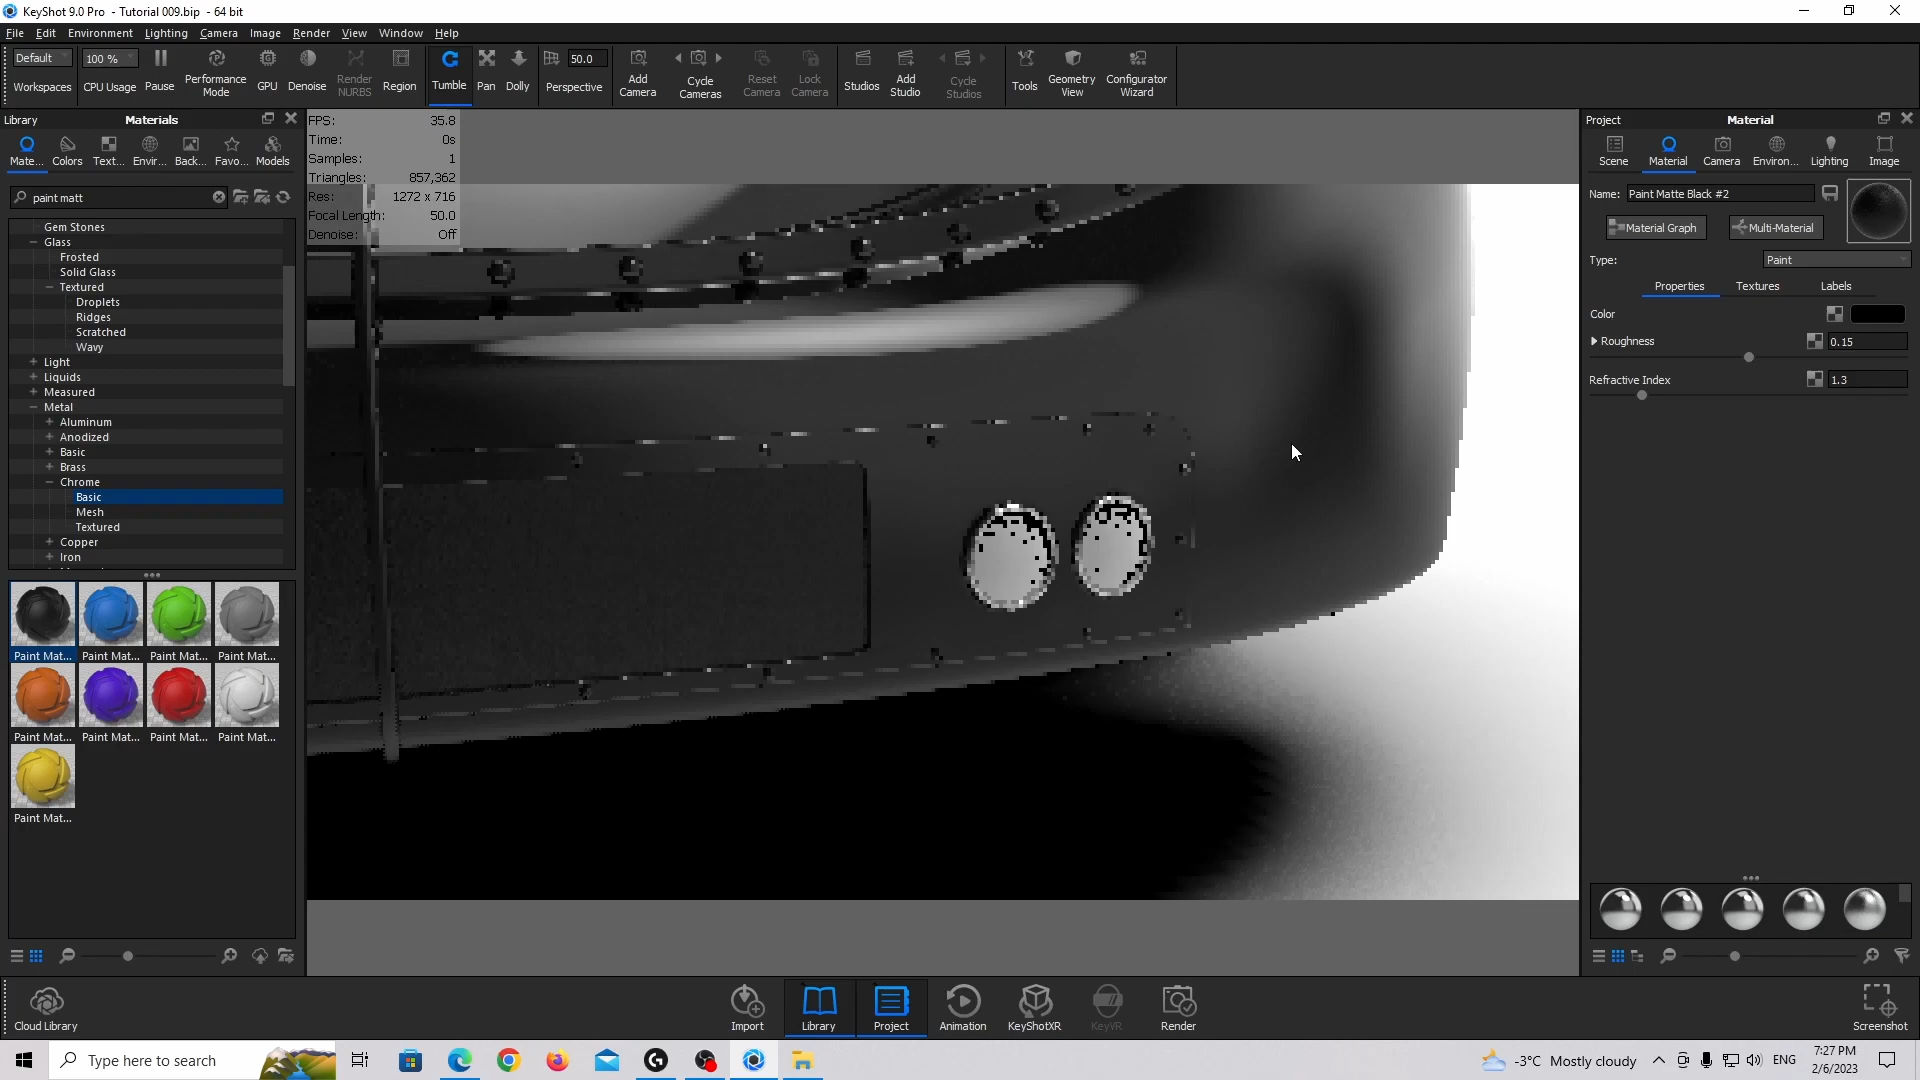 KeyShot 9.0 Pro - Tutorial 009.bip - 64 bit
File Edit Environment Lighting Camera Image Render View Window Help
Default
Workspaces
100 %
CPU Usage
Pause
Performance
Mode
GPU
Denoise
Render
NURBS
Region
Tumble
Pan
Dolly
50.0
Perspective
Add
Camera
Cycle
Cameras
Reset
Camera
Lock
Camera
Studios
Add
Studio
Cycle
Studios
Tools
Geometry
View
Configurator
Wizard
Library
Materials
Mate... Colors Text... Envir... Back... Favo... Models
paint matt
Gem Stones
Glass
Frosted
Solid Glass
Textured
Droplets
Ridges
Scratched
Wavy
Light
Liquids
Measured
Metal
Aluminum
Anodized
Basic
Brass
Chrome
Basic
Mesh
Textured
Copper
Iron
Paint Mat... Paint Mat... Paint Mat... Paint Mat...
Paint Mat... Paint Mat... Paint Mat... Paint Mat...
Paint Mat...
FPS: 35.8
Time: 0s
Samples: 1
Triangles: 857,362
Res: 1272 x 716
Focal Length: 50.0
Denoise: Off
Project
Material
Scene Material Camera Environ... Lighting Image
Name: Paint Matte Black #2
Material Graph
Multi-Material
Type: Paint
Properties Textures Labels
Color
Roughness 0.15
Refractive Index 1.3
Cloud Library
Import
Library
Project
Animation
KeyShotXR
KeyVR
Render
Screenshot
Type here to search
-3°C Mostly cloudy
ENG
7:27 PM
2/6/2023